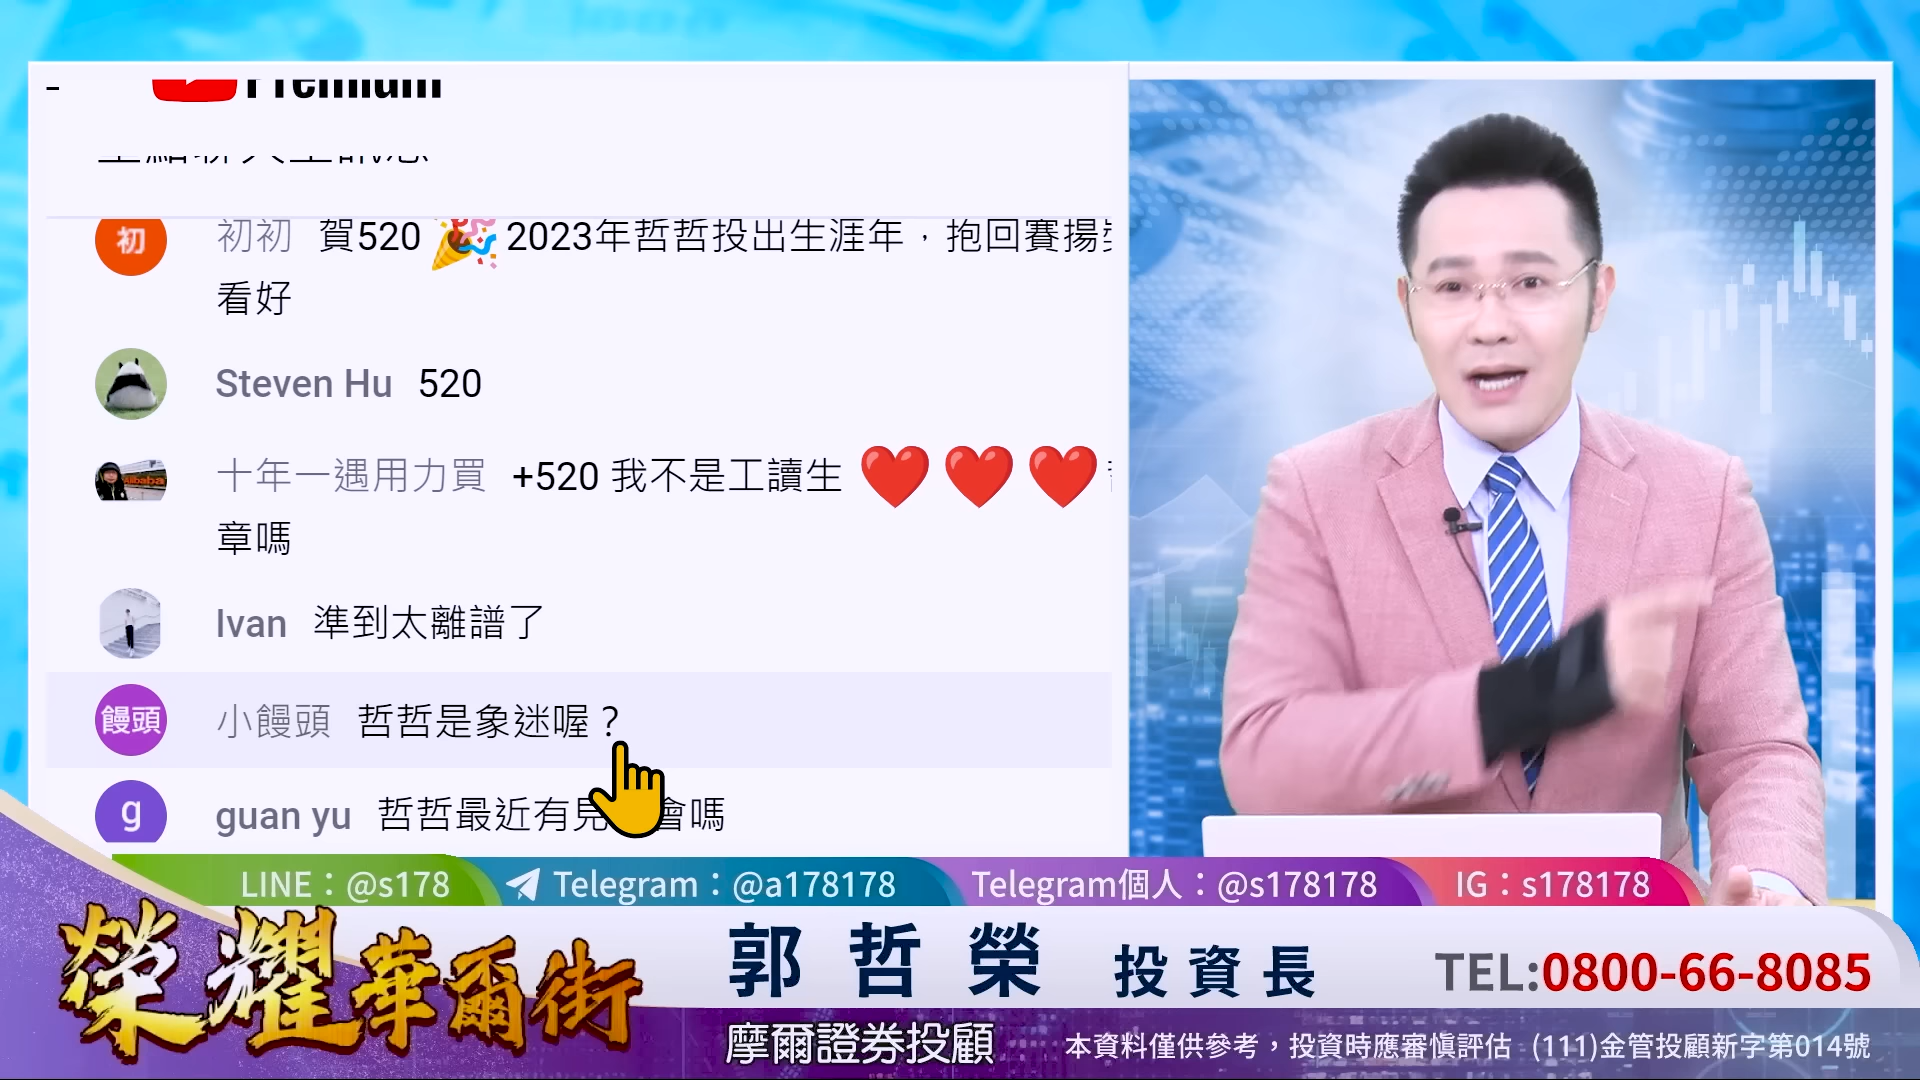 Premium
初
初初 賀520 2023年哲哲投出生涯年，抱回賽揚
看好
Steven Hu 520
十年一遇用力買 +520 我不是工讀生
章嗎
Alibaba
Ivan 準到太離譜了
饅頭
小饅頭 哲哲是象迷喔？
g
guan yu 哲哲最近有見 會嗎
LINE：@s178
Telegram：@a178178
Telegram個人：@s178178
IG：s178178
榮耀華爾街
郭哲榮 投資長
TEL:0800-66-8085
摩爾證券投顧
本資料僅供參考，投資時應審慎評估 (111)金管投顧新字第014號